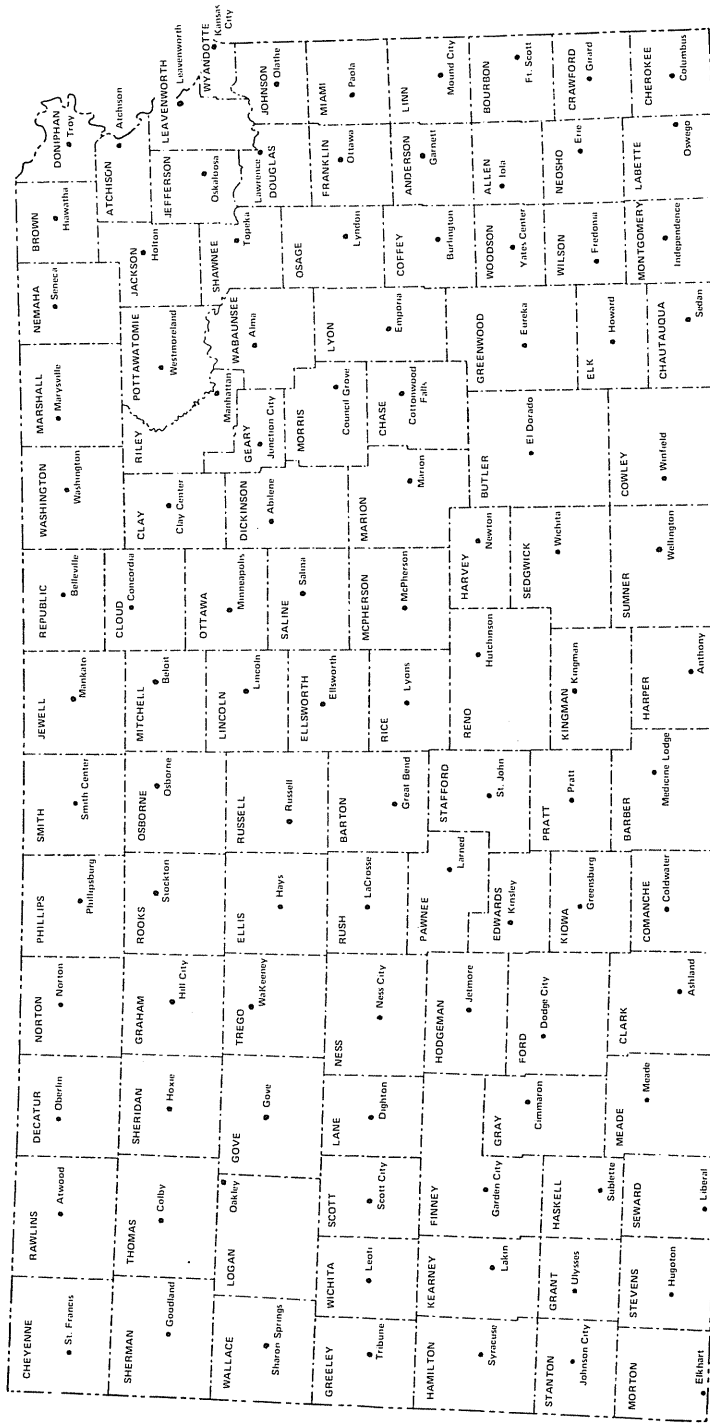 CHEYENNE
St. Francis
RAWLINS
Atwood
DECATUR
Oberlin
NORTON
Norton
PHILLIPS
Phillipsburg
SMITH
Smith Center
JEWELL
Mankato
REPUBLIC
Belleville
WASHINGTON
Washington
MARSHALL
Marysville
NEMAHA
Seneca
BROWN
Hiawatha
DONIPHAN
Troy
SHERMAN
Goodland
THOMAS
Colby
SHERIDAN
Hoxie
GRAHAM
Hill City
ROOKS
Stockton
OSBORNE
Osborne
MITCHELL
Beloit
CLOUD
Concordia
CLAY
Clay Center
RILEY
Manhattan
POTTAWATOMIE
Westmoreland
JACKSON
Holton
ATCHISON
Atchison
JEFFERSON
Oskaloosa
LEAVENWORTH
Leavenworth
WYANDOTTE
Kansas
City
WALLACE
Sharon Springs
LOGAN
Oakley
GOVE
Gove
TREGO
WaKeeney
ELLIS
Hays
RUSSELL
Russell
LINCOLN
Lincoln
OTTAWA
Minneapolis
SALINE
Salina
DICKINSON
Abilene
GEARY
Junction City
WABAUNSEE
Alma
SHAWNEE
Topeka
DOUGLAS
Lawrence
JOHNSON
Olathe
GREELEY
Tribune
WICHITA
Leoti
SCOTT
Scott City
LANE
Dighton
NESS
Ness City
RUSH
LaCrosse
BARTON
Great Bend
ELLSWORTH
Ellsworth
RICE
Lyons
MCPHERSON
McPherson
MARION
Marion
MORRIS
Council Grove
CHASE
Cottonwood
Falls
LYON
Emporia
OSAGE
Lyndon
COFFEY
Burlington
FRANKLIN
Ottawa
MIAMI
Paola
ANDERSON
Garnett
LINN
Mound City
HAMILTON
Syracuse
KEARNEY
Lakin
FINNEY
Garden City
GRAY
Cimmaron
HODGEMAN
Jetmore
FORD
Dodge City
PAWNEE
Larned
EDWARDS
Kinsley
STAFFORD
St. John
RENO
Hutchinson
HARVEY
Newton
SEDGWICK
Wichita
BUTLER
El Dorado
GREENWOOD
Eureka
WOODSON
Yates Center
ALLEN
Iola
BOURBON
Ft. Scott
STANTON
Johnson City
GRANT
Ulysses
HASKELL
Sublette
KIOWA
Greensburg
PRATT
Pratt
KINGMAN
Kingman
ELK
Howard
WILSON
Fredonia
NEOSHO
Erie
CRAWFORD
Girard
MORTON
Elkhart
STEVENS
Hugoton
SEWARD
Liberal
MEADE
Meade
CLARK
Ashland
COMANCHE
Coldwater
BARBER
Medicine Lodge
HARPER
Anthony
SUMNER
Wellington
COWLEY
Winfield
CHAUTAUQUA
Sedan
MONTGOMERY
Independence
LABETTE
Oswego
CHEROKEE
Columbus